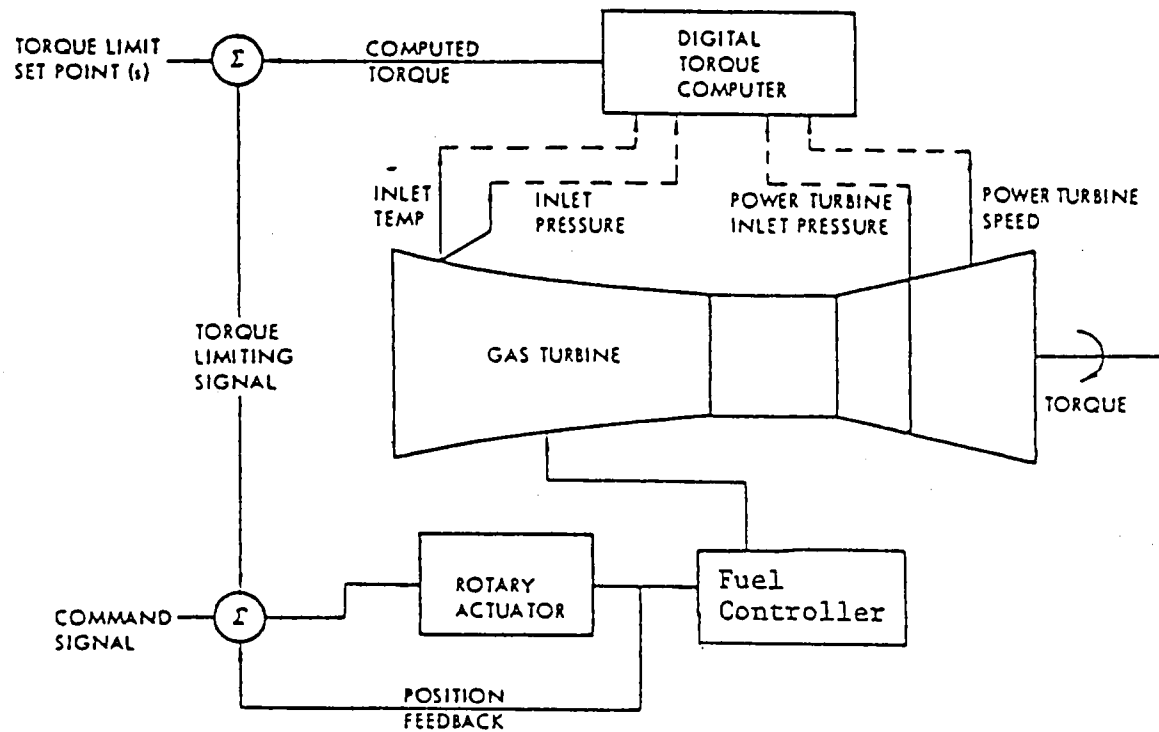 TORQUE LIMIT
SET POINT (s)
Σ
COMPUTED
TORQUE
DIGITAL
TORQUE
COMPUTER
INLET
TEMP
INLET
PRESSURE
POWER TURBINE
INLET PRESSURE
POWER TURBINE
SPEED
TORQUE
LIMITING
SIGNAL
GAS TURBINE
TORQUE
COMMAND
SIGNAL
Σ
ROTARY
ACTUATOR
Fuel
Controller
POSITION
FEEDBACK